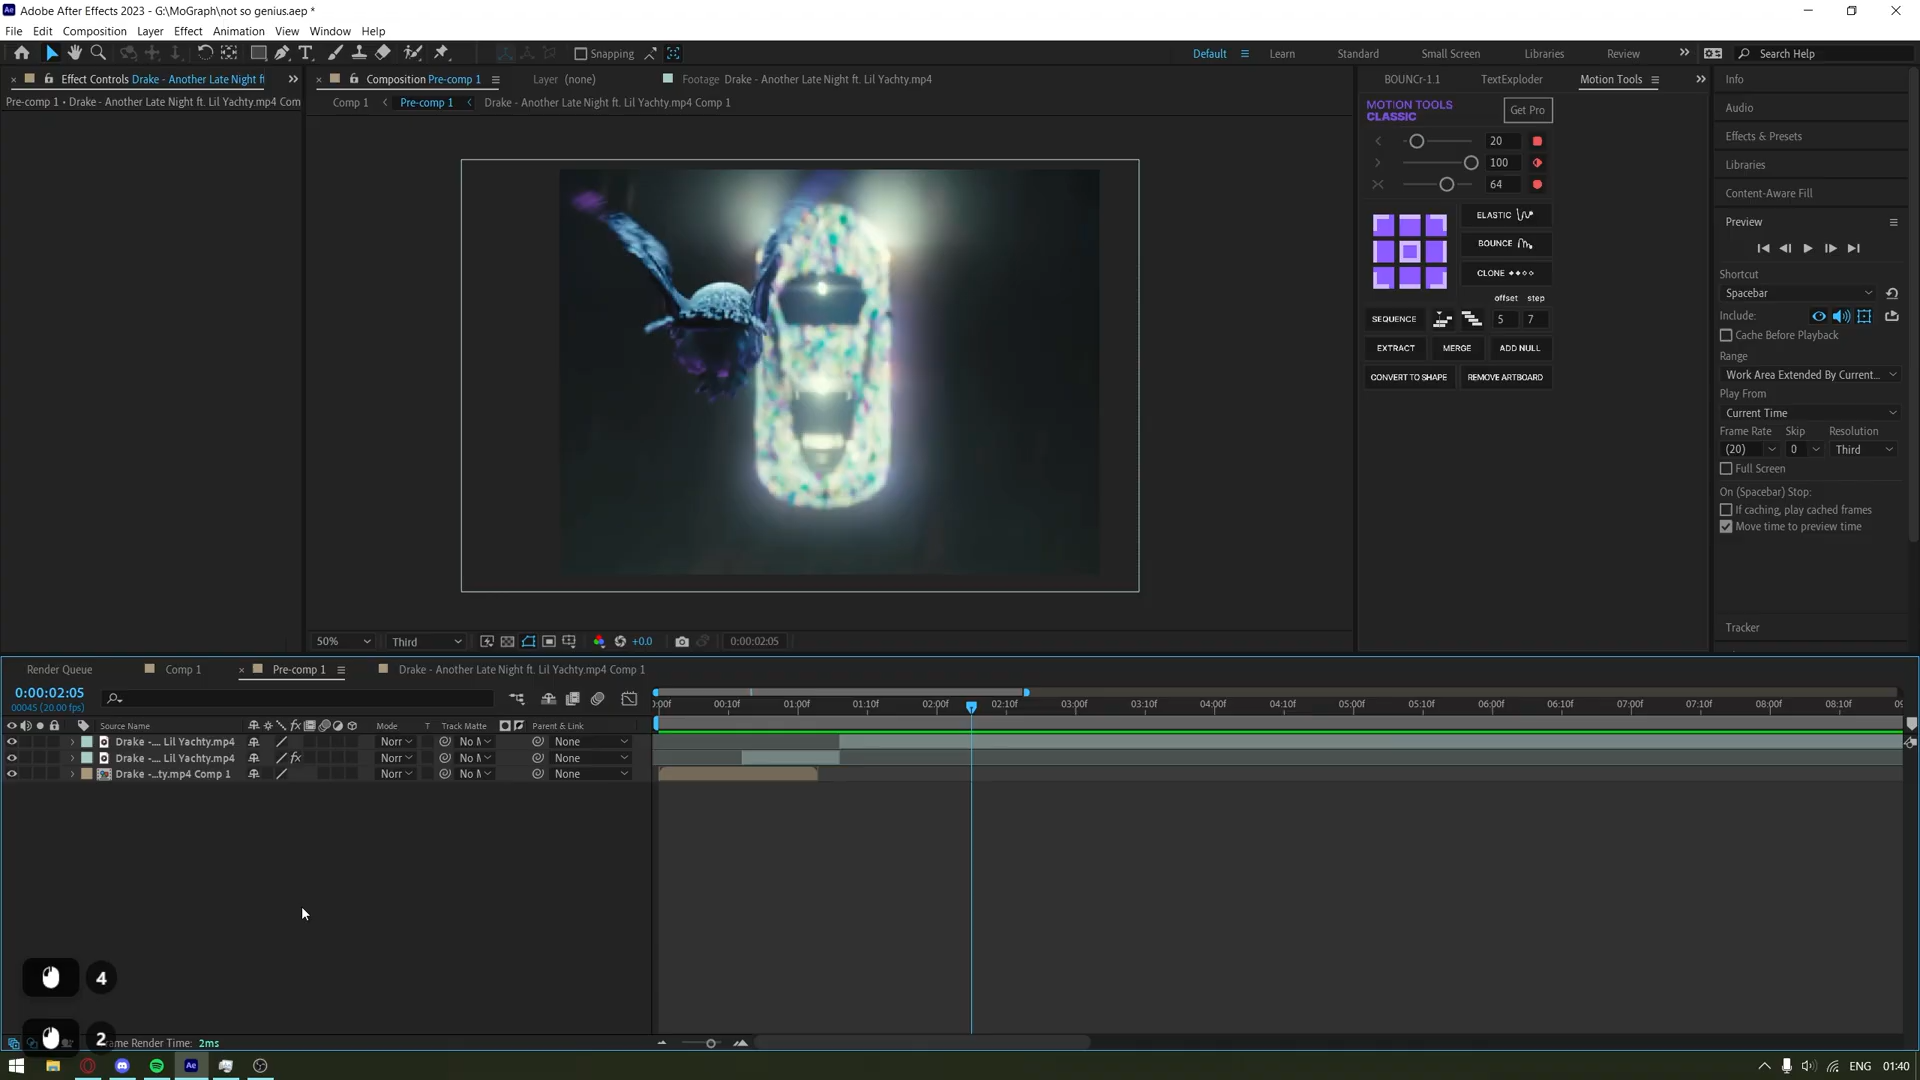 Adobe After Effects 2023 - G:\MoGraph\not so genius.aep *
File Edit Composition Layer Effect Animation View Window Help
Snapping
Default Learn Standard Small Screen Libraries Review Search Help
Effect Controls Drake - Another Late Night ft
Composition Pre-comp 1
Layer (none)
Footage Drake - Another Late Night ft. Lil Yachty.mp4
BOUNCr-1.1 TextExploder Motion Tools
Pre-comp 1 • Drake - Another Late Night ft. Lil Yachty.mp4 Com
Comp 1 Pre-comp 1 Drake - Another Late Night ft. Lil Yachty.mp4 Comp 1
MOTION TOOLS
CLASSIC
Get Pro
20
100
64
ELASTIC
BOUNCE
CLONE
offset step
SEQUENCE 5 7
EXTRACT MERGE ADD NULL
CONVERT TO SHAPE REMOVE ARTBOARD
Info
Audio
Effects & Presets
Libraries
Content-Aware Fill
Preview
Shortcut
Spacebar
Include:
Cache Before Playback
Range
Work Area Extended By Current...
Play From
Current Time
Frame Rate Skip Resolution
(20) 0 Third
Full Screen
On (Spacebar) Stop:
If caching, play cached frames
Move time to preview time
Tracker
50% Third +0.0 0:00:02:05
Render Queue Comp 1 Pre-comp 1 Drake - Another Late Night ft. Lil Yachty.mp4 Comp 1
0:00:02:05
00045 (20.00 fps)
:00f 00:10f 01:00f 01:10f 02:00f 02:10f 03:00f 03:10f 04:00f 04:10f 05:00f 05:10f 06:00f 06:10f 07:00f 07:10f 08:00f 08:10f 09
Source Name fx Mode T Track Matte Parent & Link
Drake -.... Lil Yachty.mp4 Norr No M None
Drake -.... Lil Yachty.mp4 fx Norr No M None
Drake -...ty.mp4 Comp 1 Norr No M None
4
2
rame Render Time: 2ms
Ae
ENG 01:40